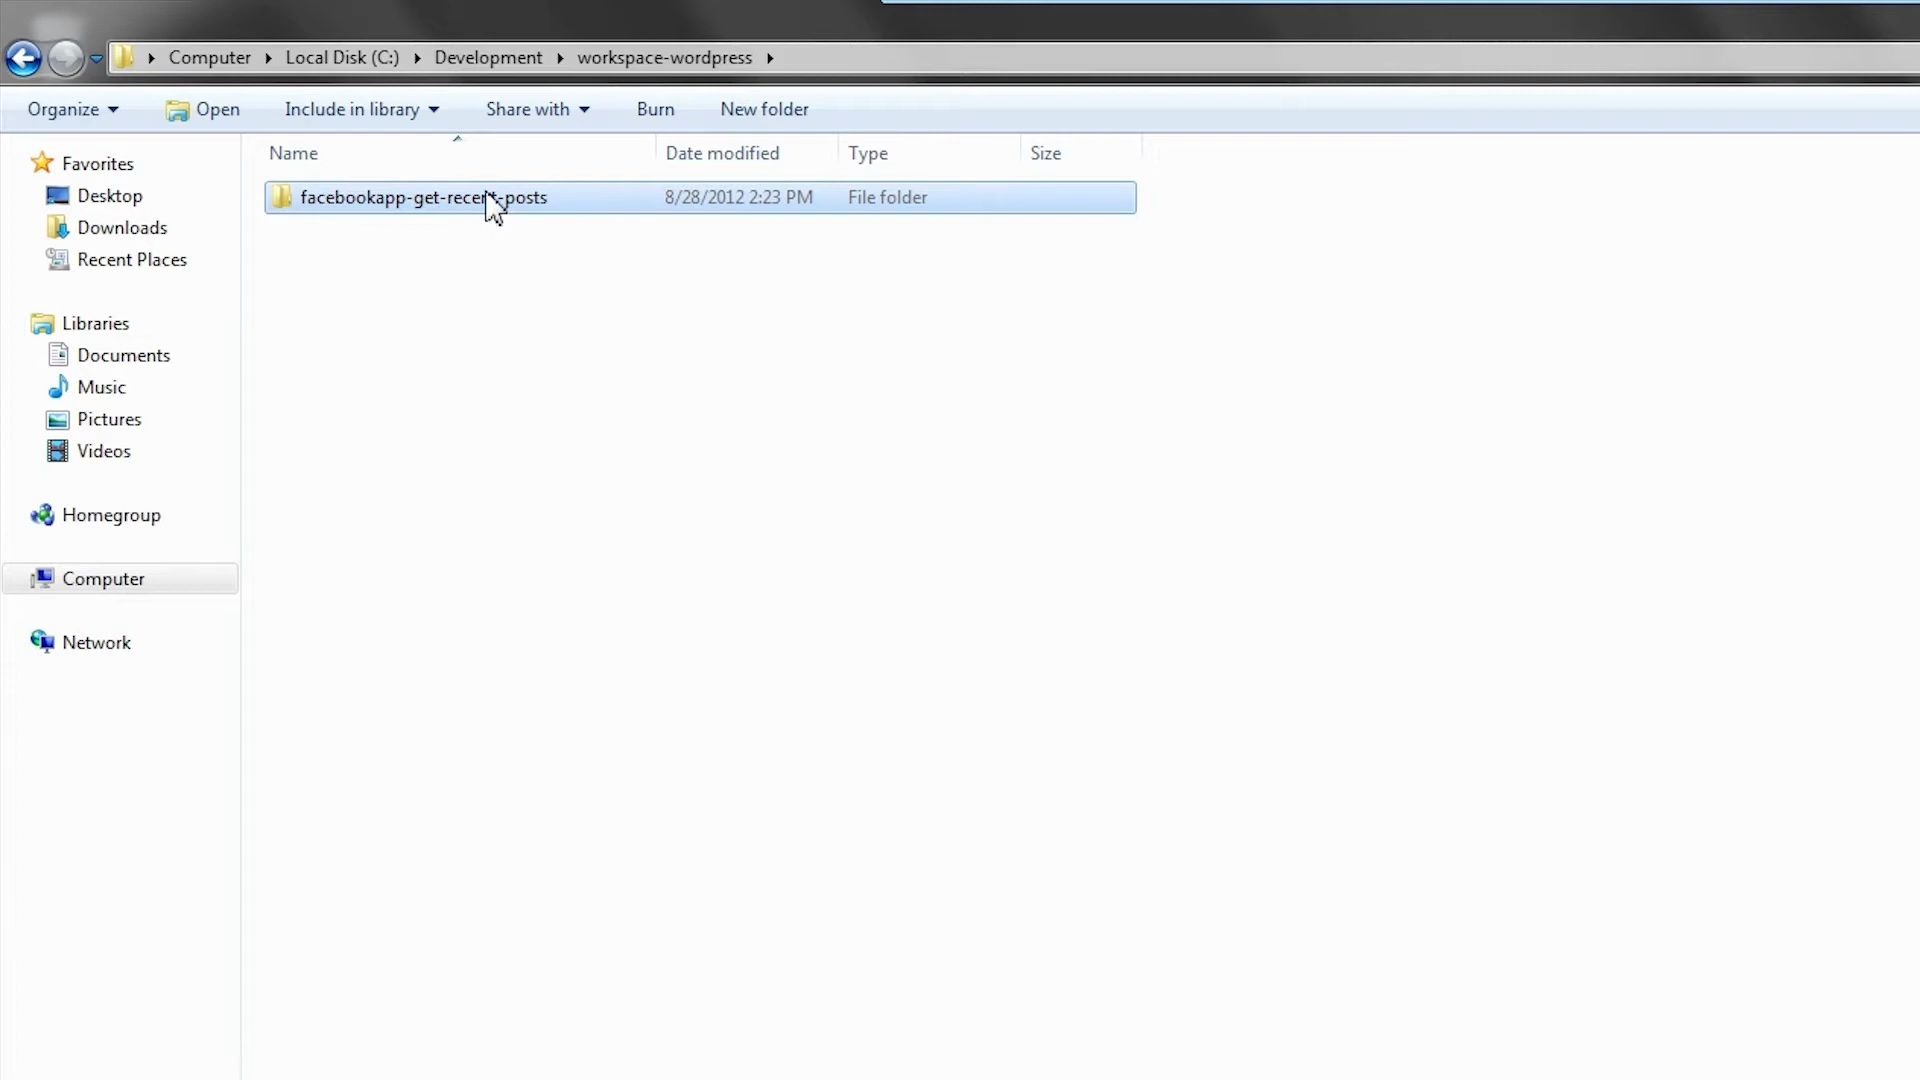 Computer Local Disk (C:) Development workspace-wordpress
Organize Open Include in library Share with Burn New folder
Name Date modified Type Size
facebookapp-get-recent-posts 8/28/2012 2:23 PM File folder
Favorites
Desktop
Downloads
Recent Places
Libraries
Documents
Music
Pictures
Videos
Homegroup
Computer
Network